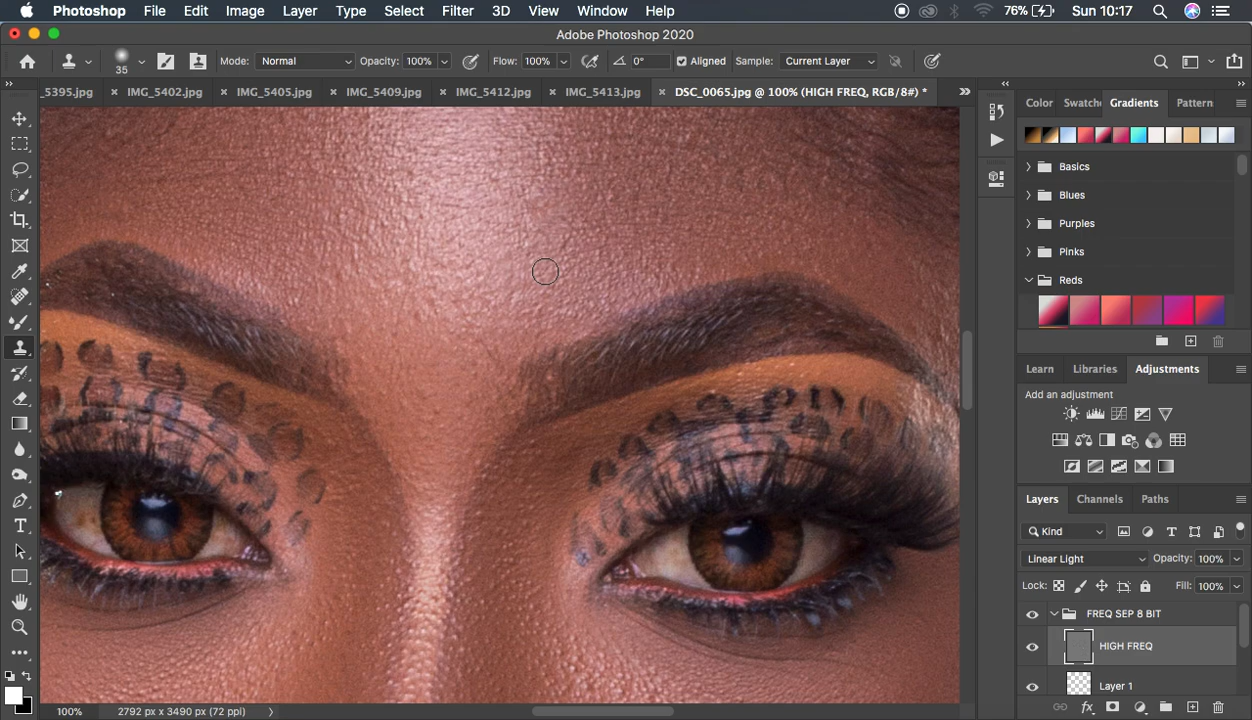 Photoshop File Edit Image Layer Type Select Filter 3D View Window Help 76% Sun 10:17
Adobe Photoshop 2020
35 Mode: Normal Opacity: 100% Flow: 100% 0° Aligned Sample: Current Layer
_5395.jpg IMG_5402.jpg IMG_5405.jpg IMG_5409.jpg IMG_5412.jpg IMG_5413.jpg DSC_0065.jpg @ 100% (HIGH FREQ, RGB/8#) *
Color Swatche Gradients Pattern
Basics
Blues
Purples
Pinks
Reds
Learn Libraries Adjustments
Add an adjustment
Layers Channels Paths
Kind
Linear Light Opacity: 100%
Lock: Fill: 100%
FREQ SEP 8 BIT
HIGH FREQ
Layer 1
100% 2792 px x 3490 px (72 ppi)